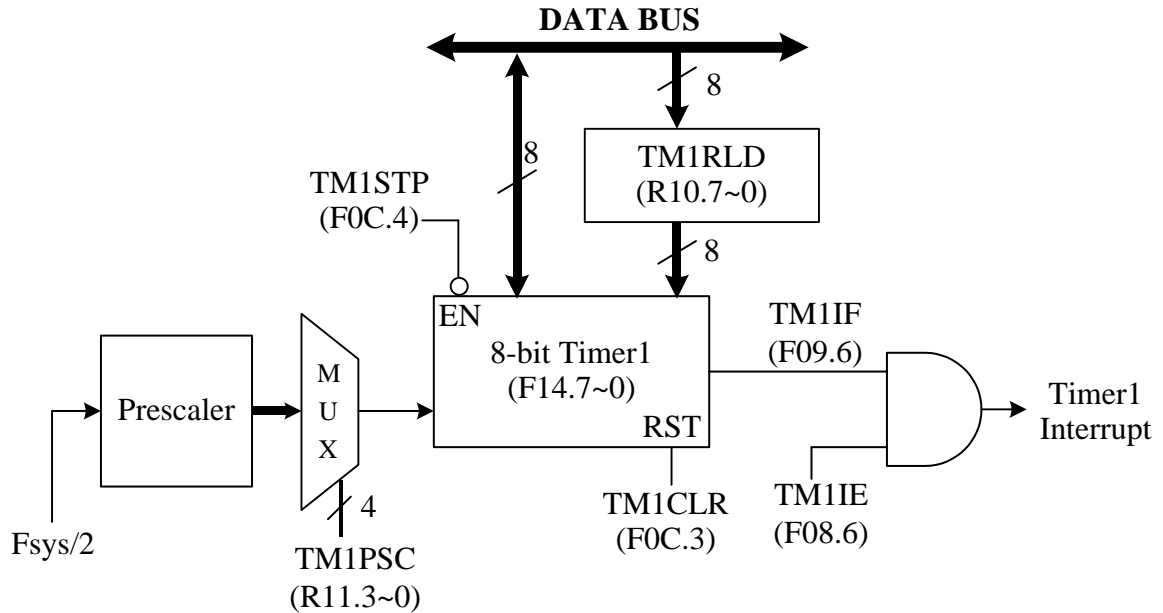 DATA BUS
8
8
TM1RLD
(R10.7~0)
TM1STP
(F0C.4)
8
EN
8-bit Timer1
(F14.7~0)
RST
TM1IF
(F09.6)
Prescaler
M
U
X
Timer1
Interrupt
4
TM1CLR
(F0C.3)
TM1IE
(F08.6)
Fsys/2
TM1PSC
(R11.3~0)